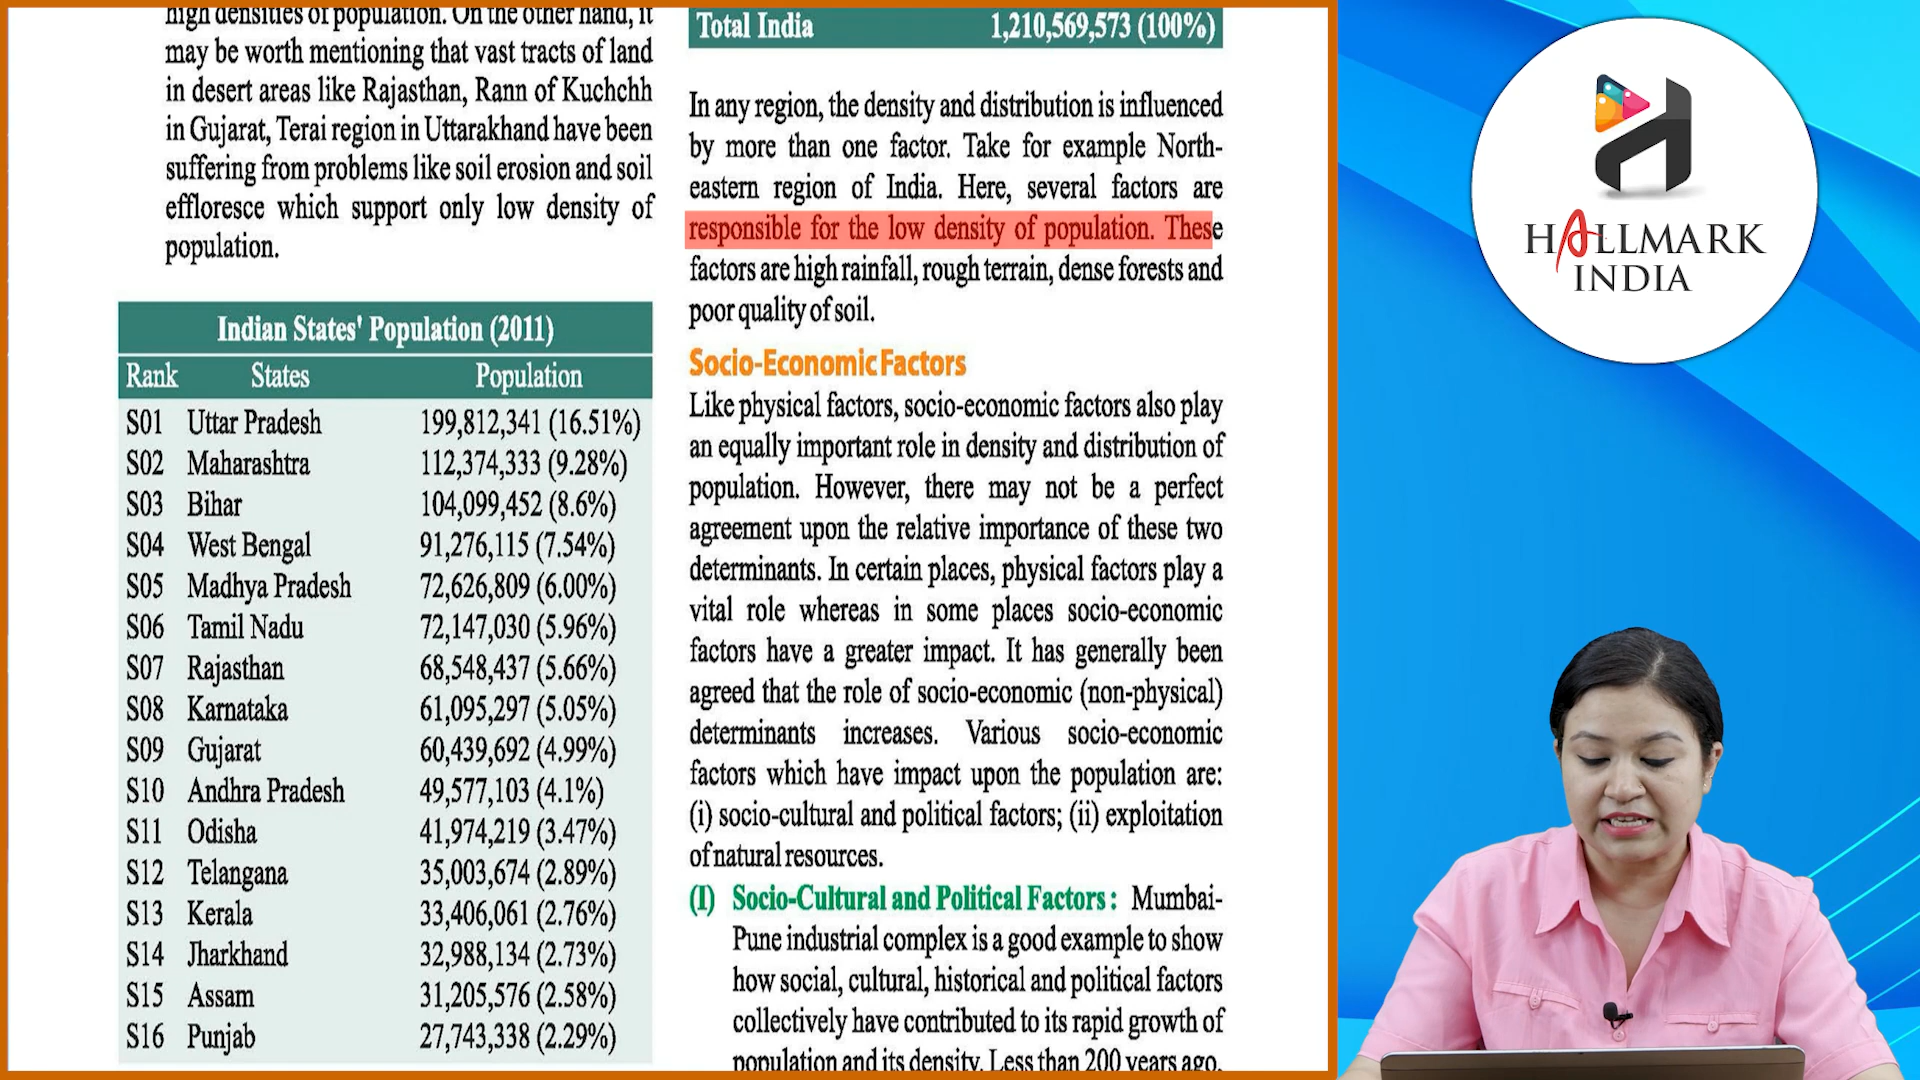 high densities of population. On the other hand, it
may be worth mentioning that vast tracts of land
in desert areas like Rajasthan, Rann of Kuchchh
in Gujarat, Terai region in Uttarakhand have been
suffering from problems like soil erosion and soil
effloresce which support only low density of
population.
Indian States' Population (2011)
Rank States Population
S01 Uttar Pradesh 199,812,341 (16.51%)
S02 Maharashtra 112,374,333 (9.28%)
S03 Bihar 104,099,452 (8.6%)
S04 West Bengal 91,276,115 (7.54%)
S05 Madhya Pradesh 72,626,809 (6.00%)
S06 Tamil Nadu 72,147,030 (5.96%)
S07 Rajasthan 68,548,437 (5.66%)
S08 Karnataka 61,095,297 (5.05%)
S09 Gujarat 60,439,692 (4.99%)
S10 Andhra Pradesh 49,577,103 (4.1%)
S11 Odisha 41,974,219 (3.47%)
S12 Telangana 35,003,674 (2.89%)
S13 Kerala 33,406,061 (2.76%)
S14 Jharkhand 32,988,134 (2.73%)
S15 Assam 31,205,576 (2.58%)
S16 Punjab 27,743,338 (2.29%)
Total India 1,210,569,573 (100%)
In any region, the density and distribution is influenced
by more than one factor. Take for example North-
eastern region of India. Here, several factors are
responsible for the low density of population. These
factors are high rainfall, rough terrain, dense forests and
poor quality of soil.
Socio-Economic Factors
Like physical factors, socio-economic factors also play
an equally important role in density and distribution of
population. However, there may not be a perfect
agreement upon the relative importance of these two
determinants. In certain places, physical factors play a
vital role whereas in some places socio-economic
factors have a greater impact. It has generally been
agreed that the role of socio-economic (non-physical)
determinants increases. Various socio-economic
factors which have impact upon the population are:
(i) socio-cultural and political factors; (ii) exploitation
of natural resources.
(I) Socio-Cultural and Political Factors : Mumbai-
Pune industrial complex is a good example to show
how social, cultural, historical and political factors
collectively have contributed to its rapid growth of
population and its density. Less than 200 years ago,
HALLMARK
INDIA